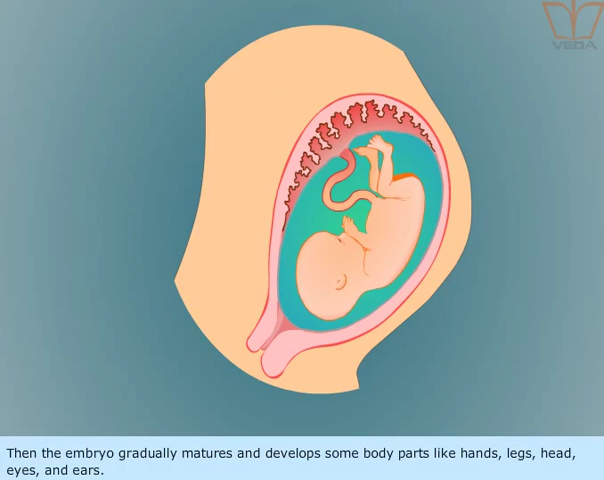 VEDA
Then the embryo gradually matures and develops some body parts like hands, legs, head,
eyes, and ears.